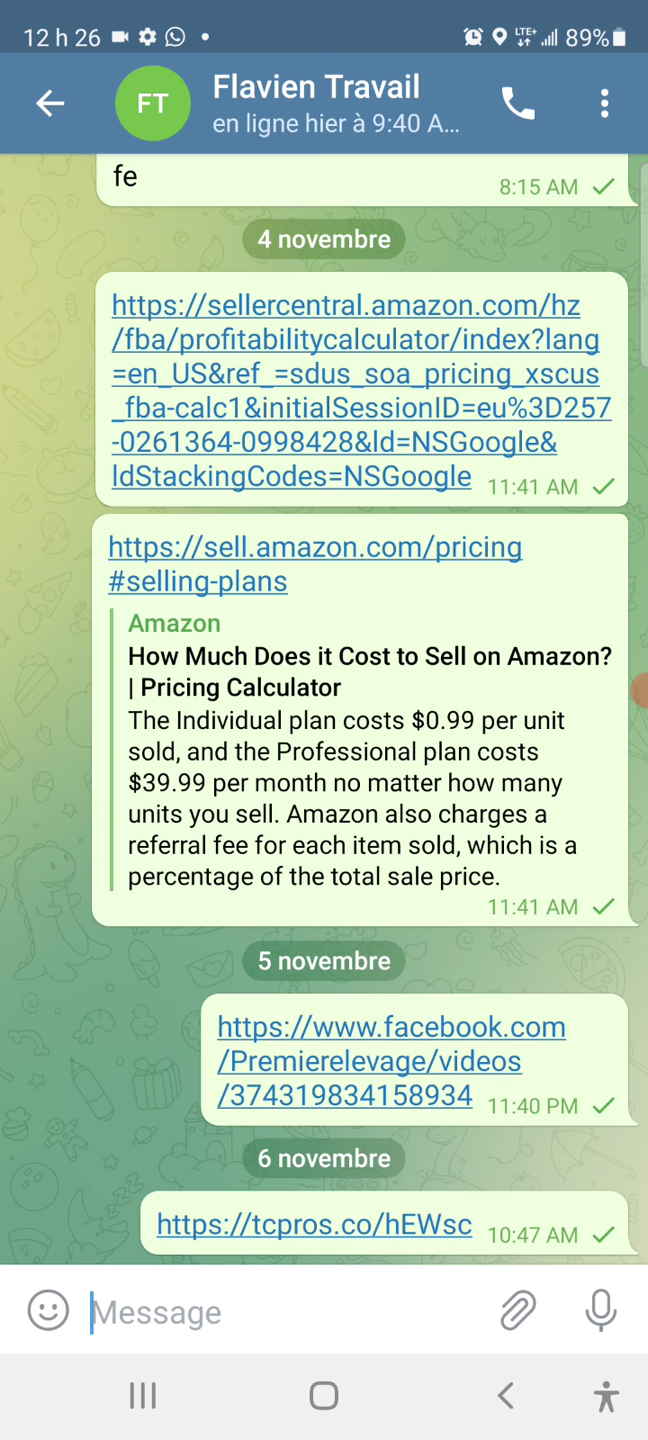 12 h 26
LTE+
89%
FT
Flavien Travail
en ligne hier à 9:40 A...
fe
8:15 AM
4 novembre
https://sellercentral.amazon.com/hz
/fba/profitabilitycalculator/index?lang
=en_US&ref_=sdus_soa_pricing_xscus
_fba-calc1&initialSessionID=eu%3D257
-0261364-0998428&ld=NSGoogle&
ldStackingCodes=NSGoogle
11:41 AM
https://sell.amazon.com/pricing
#selling-plans
Amazon
How Much Does it Cost to Sell on Amazon?
| Pricing Calculator
The Individual plan costs $0.99 per unit
sold, and the Professional plan costs
$39.99 per month no matter how many
units you sell. Amazon also charges a
referral fee for each item sold, which is a
percentage of the total sale price.
11:41 AM
5 novembre
https://www.facebook.com
/Premierelevage/videos
/374319834158934
11:40 PM
6 novembre
https://tcpros.co/hEWsc
10:47 AM
Message